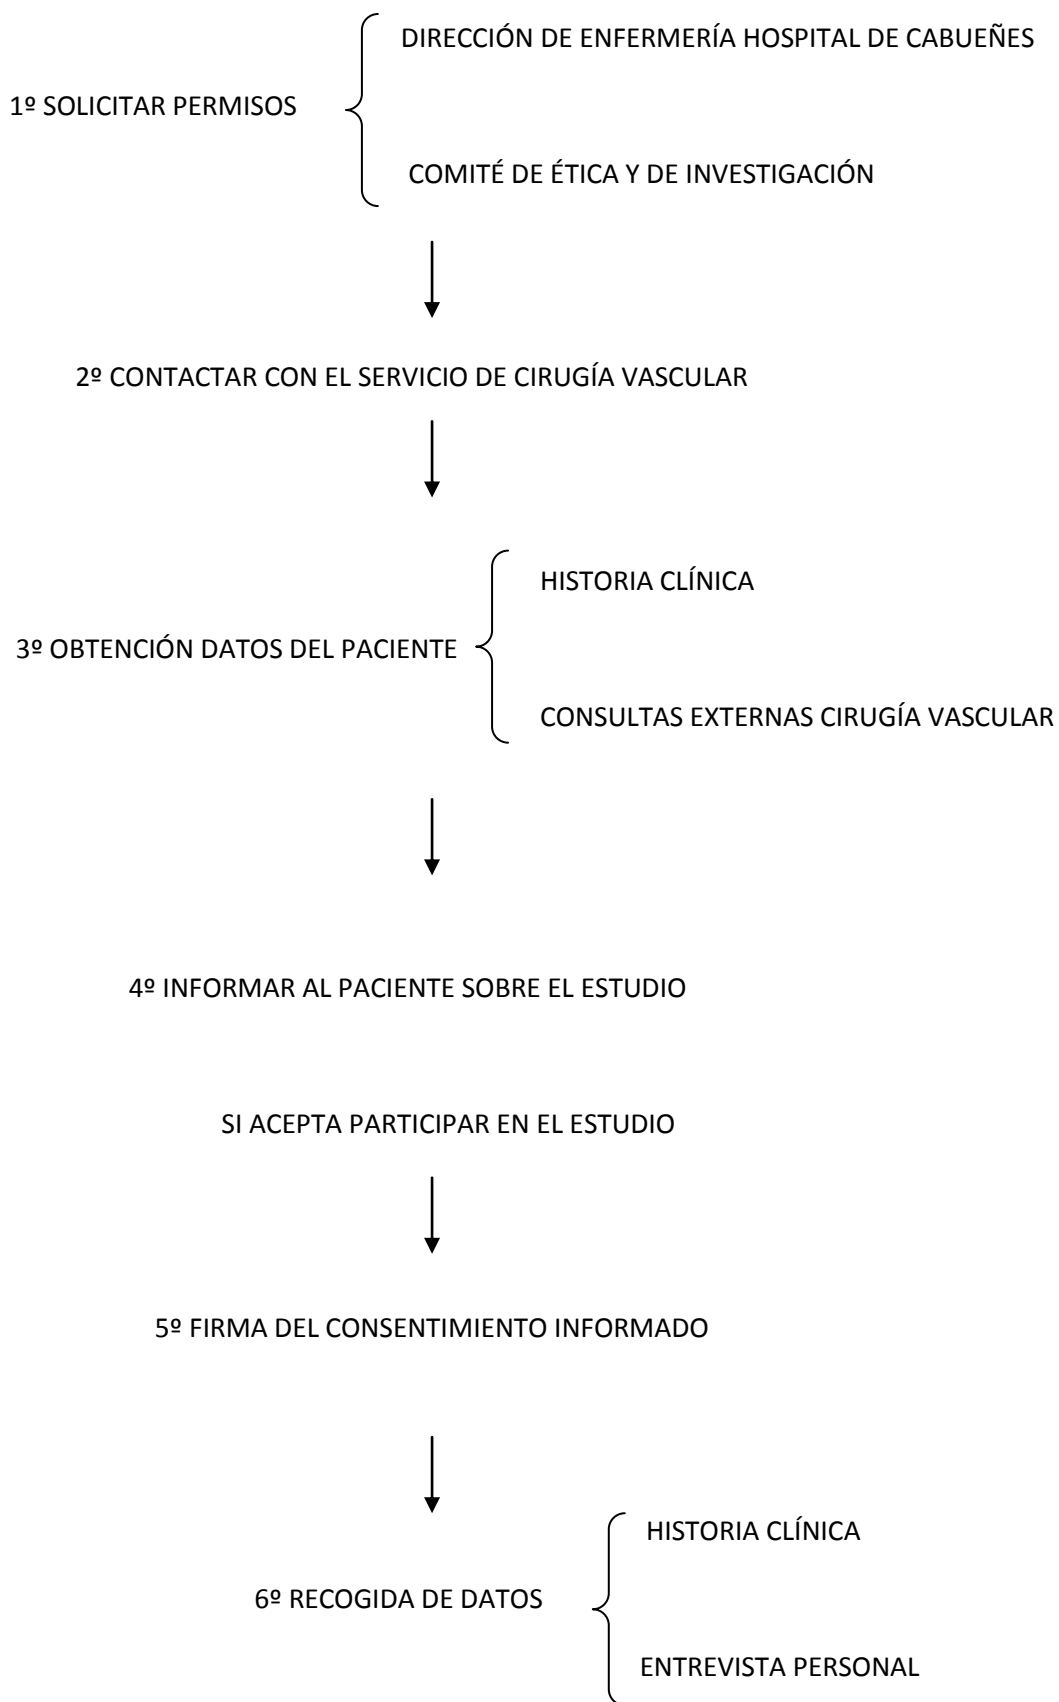 DIRECCIÓN DE ENFERMERÍA HOSPITAL DE CABUEÑES
1º SOLICITAR PERMISOS
COMITÉ DE ÉTICA Y DE INVESTIGACIÓN
2º CONTACTAR CON EL SERVICIO DE CIRUGÍA VASCULAR
HISTORIA CLÍNICA
3º OBTENCIÓN DATOS DEL PACIENTE
CONSULTAS EXTERNAS CIRUGÍA VASCULAR
4º INFORMAR AL PACIENTE SOBRE EL ESTUDIO
SI ACEPTA PARTICIPAR EN EL ESTUDIO
5º FIRMA DEL CONSENTIMIENTO INFORMADO
HISTORIA CLÍNICA
6º RECOGIDA DE DATOS
ENTREVISTA PERSONAL